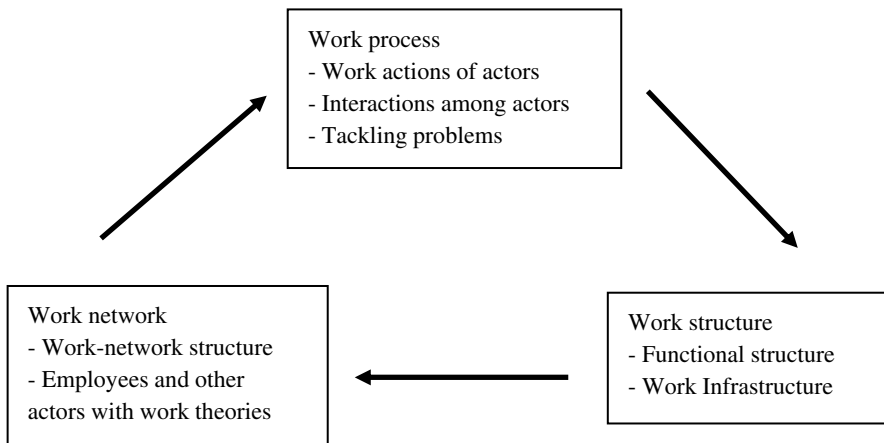 Work process
- Work actions of actors
- Interactions among actors
- Tackling problems
Work network
- Work-network structure
- Employees and other
actors with work theories
Work structure
- Functional structure
- Work Infrastructure